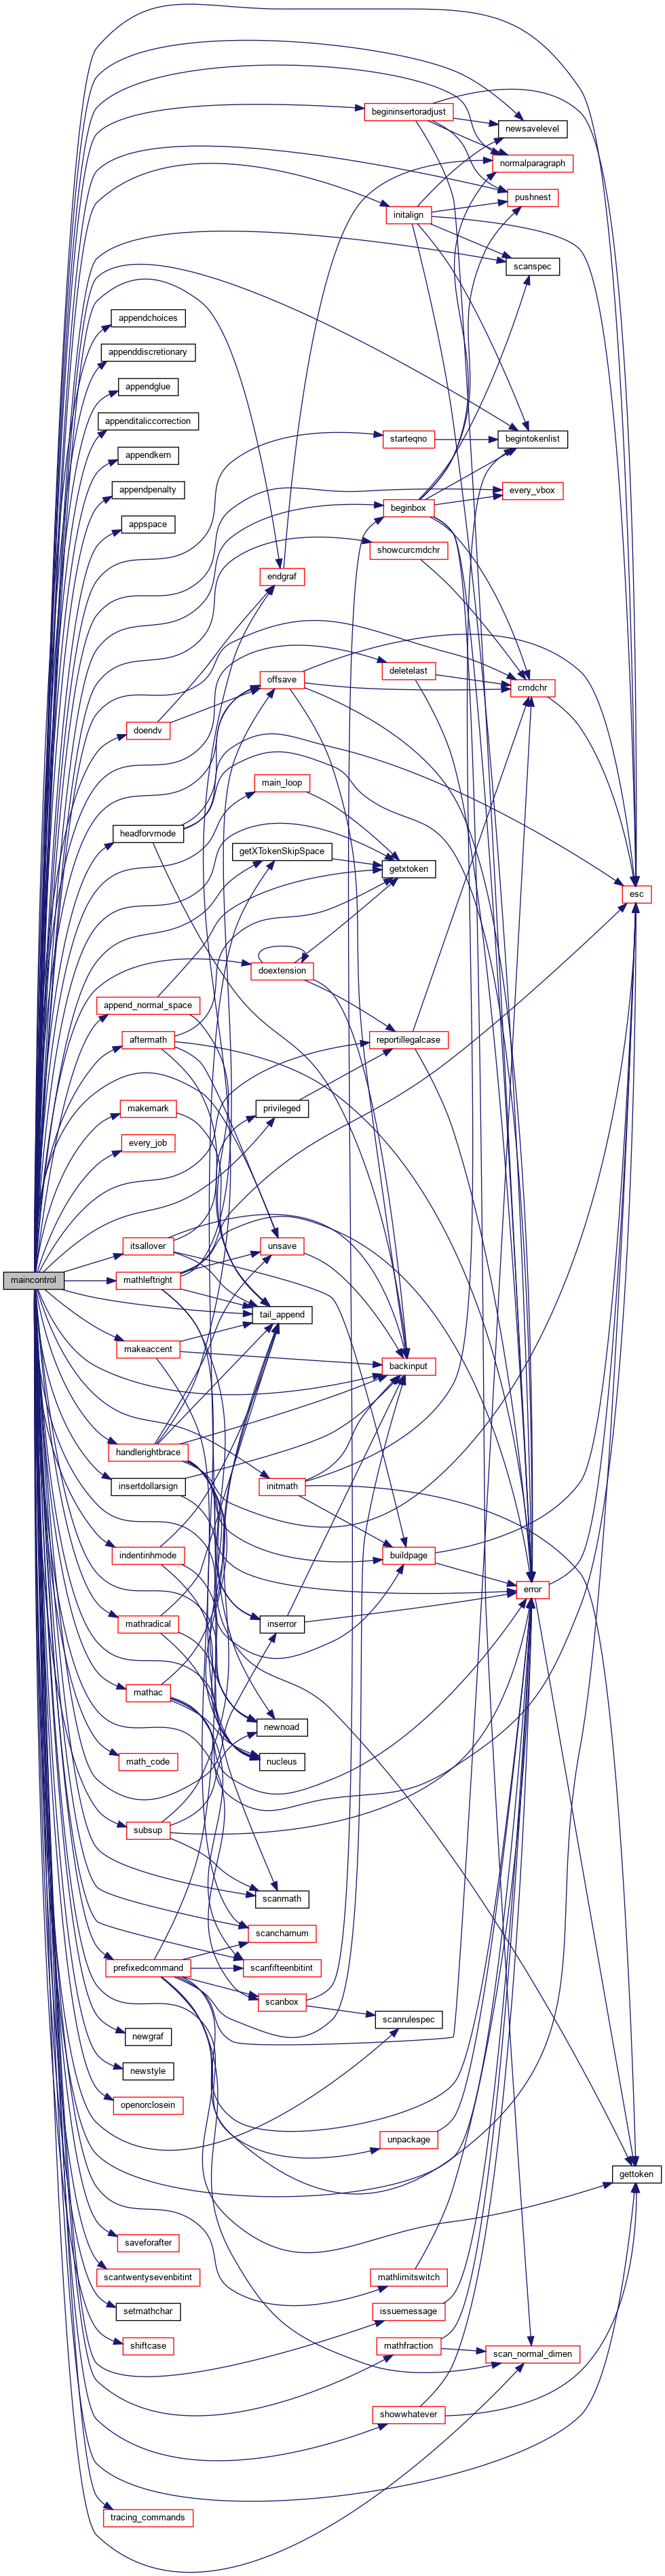 begininsertoradjust
newsavelevel
normalparagraph
pushnest
initalign
scanspec
appendchoices
appenddiscretionary
appendglue
appenditaliccorrection
starteqno
begintokenlist
appendkern
appendpenalty
every_vbox
beginbox
appspace
showcurcmdchr
endgraf
deletelast
offsave
cmdchr
doendv
main_loop
headforvmode
getXTokenSkipSpace
getxtoken
esc
doextension
append_normal_space
aftermath
reportillegalcase
makemark
privileged
every_job
itsallover
unsave
maincontrol
mathleftright
tail_append
makeaccent
backinput
handlerightbrace
insertdollarsign
initmath
indentinhmode
buildpage
error
mathradical
inserror
mathac
newnoad
math_code
nucleus
subsup
scanmath
scancharnum
prefixedcommand
scanfifteenbitint
scanbox
scanrulespec
newgraf
newstyle
openorclosein
unpackage
gettoken
saveforafter
scantwentysevenbitint
mathlimitswitch
setmathchar
issuemessage
shiftcase
mathfraction
scan_normal_dimen
showwhatever
tracing_commands